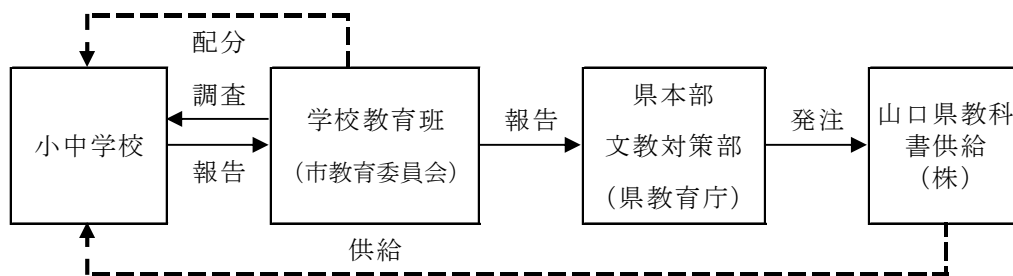 配分
小中学校
調査
報告
学校教育班
（市教育委員会）
報告
県本部
文教対策部
（県教育庁）
発注
山口県教科
書供給
（株）
供給